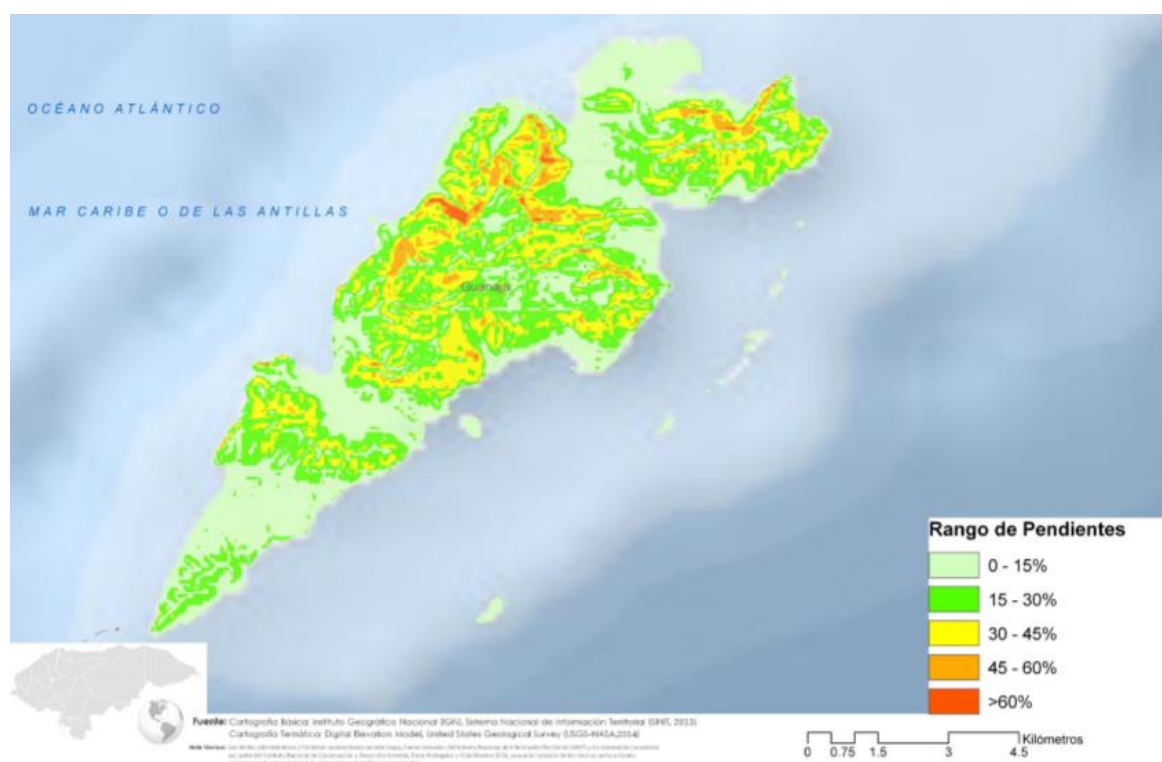 OCÉANO ATLÁNTICO
MAR CARIBE O DE LAS ANTILLAS
Guanaja
Rango de Pendientes
0 - 15%
15 - 30%
30 - 45%
45 - 60%
>60%
Fuente: Cartografía Básica: Instituto Geográfico Nacional (IGN), Sistema Nacional de Información Territorial (SINIT, 2013)
Cartografía Temática: Digital Elevation Model, United States Geological Survey (USGS-NASA,2014)
Nota técnica:
Kilómetros
0 0.75 1.5 3 4.5